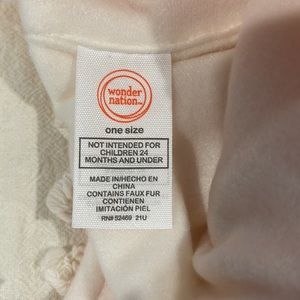 wonder
nation™
one size
NOT INTENDED FOR
CHILDREN 24
MONTHS AND UNDER
MADE IN/HECHO EN
CHINA
CONTAINS FAUX FUR
CONTIENEN
IMITACIÓN PIEL
RN# 52469 21U